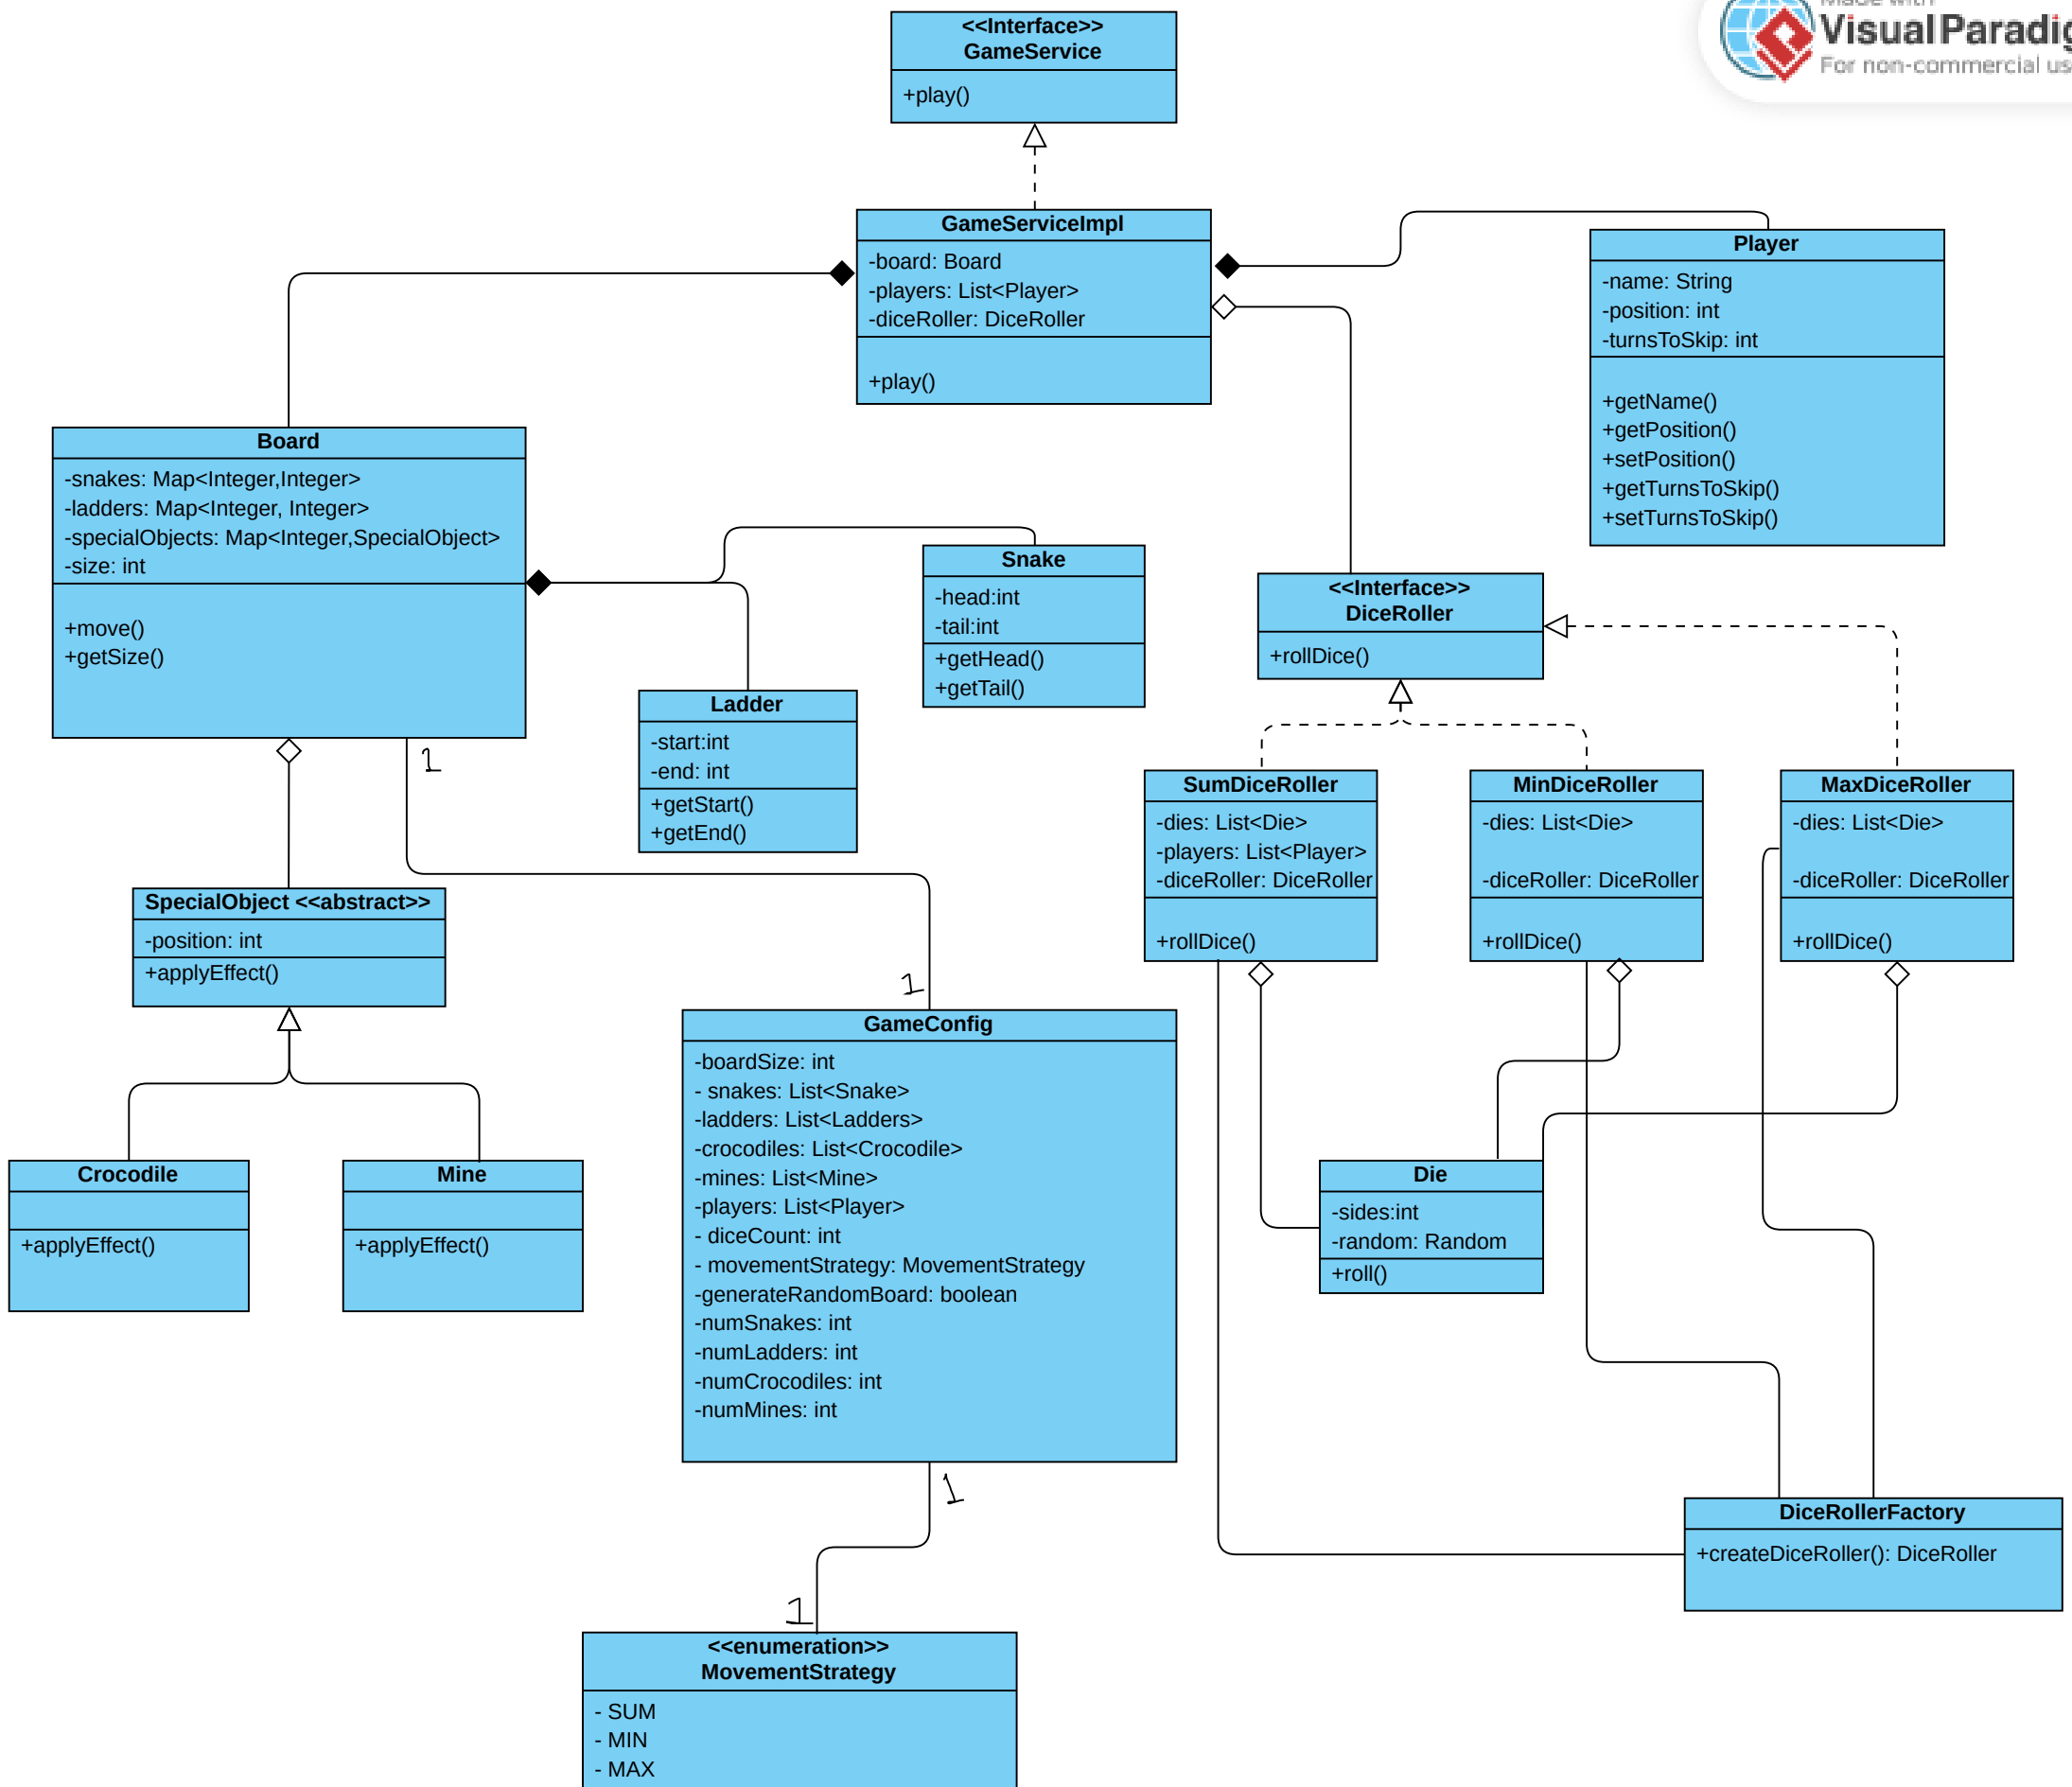 Made with
VisualParadig
For non-commercial us
<<Interface>>
GameService
+play()
GameServiceImpl
-board: Board
-players: List<Player>
-diceRoller: DiceRoller
+play()
Player
-name: String
-position: int
-turnsToSkip: int
+getName()
+getPosition()
+setPosition()
+getTurnsToSkip()
+setTurnsToSkip()
Board
-snakes: Map<Integer,Integer>
-ladders: Map<Integer, Integer>
-specialObjects: Map<Integer,SpecialObject>
-size: int
+move()
+getSize()
1
Snake
-head:int
-tail:int
+getHead()
+getTail()
<<Interface>>
DiceRoller
+rollDice()
Ladder
-start:int
-end: int
+getStart()
+getEnd()
SumDiceRoller
-dies: List<Die>
-players: List<Player>
-diceRoller: DiceRoller
+rollDice()
MinDiceRoller
-dies: List<Die>
-diceRoller: DiceRoller
+rollDice()
MaxDiceRoller
-dies: List<Die>
-diceRoller: DiceRoller
+rollDice()
SpecialObject <<abstract>>
-position: int
+applyEffect()
1
GameConfig
-boardSize: int
- snakes: List<Snake>
-ladders: List<Ladders>
-crocodiles: List<Crocodile>
-mines: List<Mine>
-players: List<Player>
- diceCount: int
- movementStrategy: MovementStrategy
-generateRandomBoard: boolean
-numSnakes: int
-numLadders: int
-numCrocodiles: int
-numMines: int
1
Crocodile
+applyEffect()
Mine
+applyEffect()
Die
-sides:int
-random: Random
+roll()
DiceRollerFactory
+createDiceRoller(): DiceRoller
1
<<enumeration>>
MovementStrategy
- SUM
- MIN
- MAX